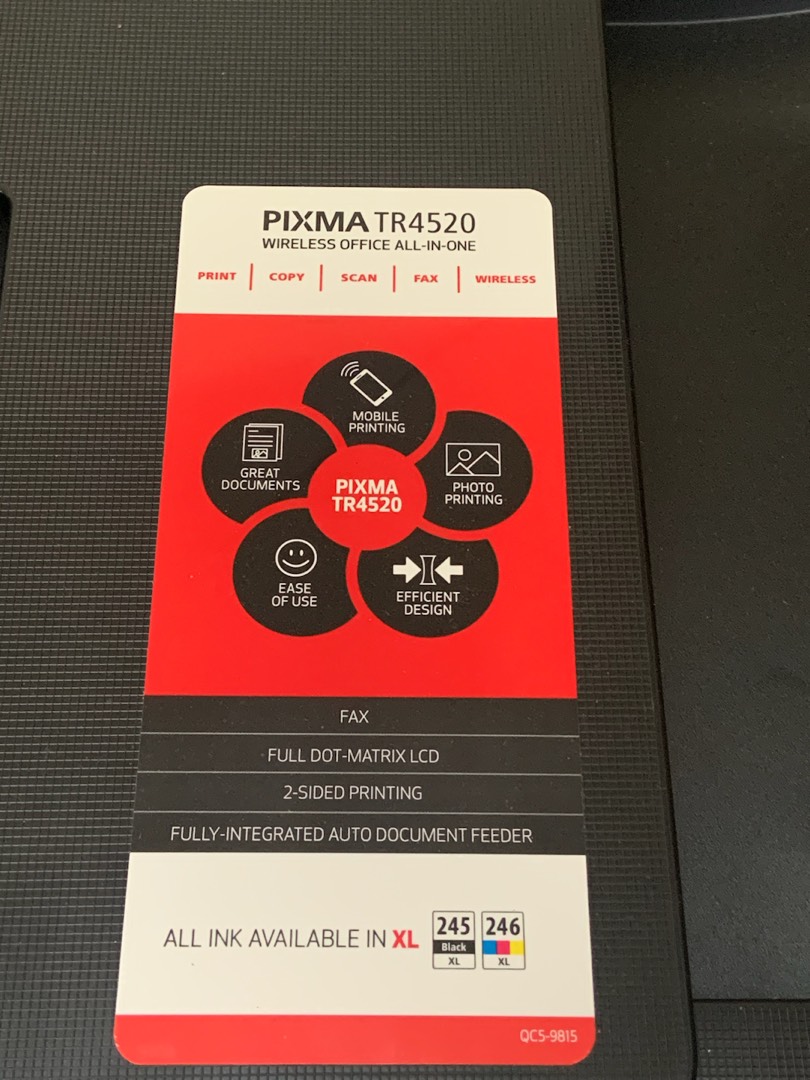 PIXMA TR4520
WIRELESS OFFICE ALL-IN-ONE
PRINT | COPY | SCAN | FAX | WIRELESS
MOBILE
PRINTING
GREAT
DOCUMENTS
PHOTO
PRINTING
PIXMA
TR4520
EASE
OF USE
EFFICIENT
DESIGN
FAX
FULL DOT-MATRIX LCD
2-SIDED PRINTING
FULLY-INTEGRATED AUTO DOCUMENT FEEDER
ALL INK AVAILABLE IN XL
245
Black
XL
246
XL
QC5-9815